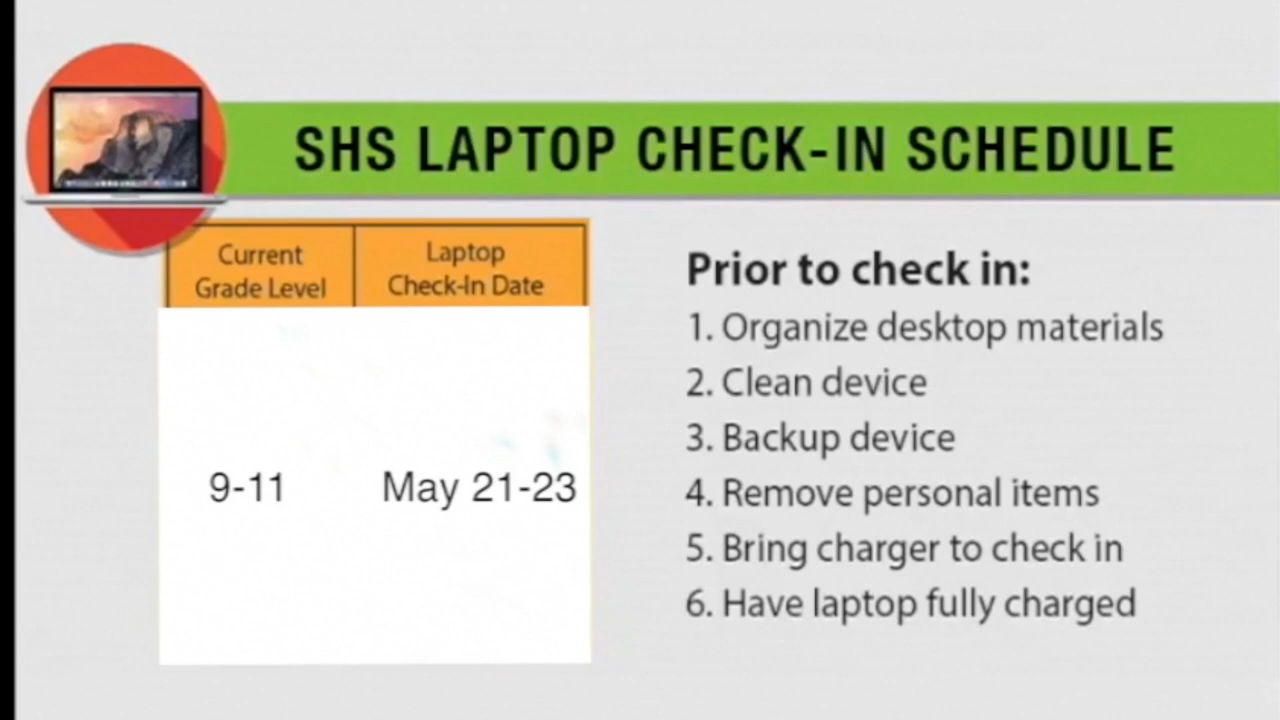 SHS LAPTOP CHECK-IN SCHEDULE
Current
Grade Level
Laptop
Check-In Date
9-11
May 21-23
Prior to check in:
1. Organize desktop materials
2. Clean device
3. Backup device
4. Remove personal items
5. Bring charger to check in
6. Have laptop fully charged